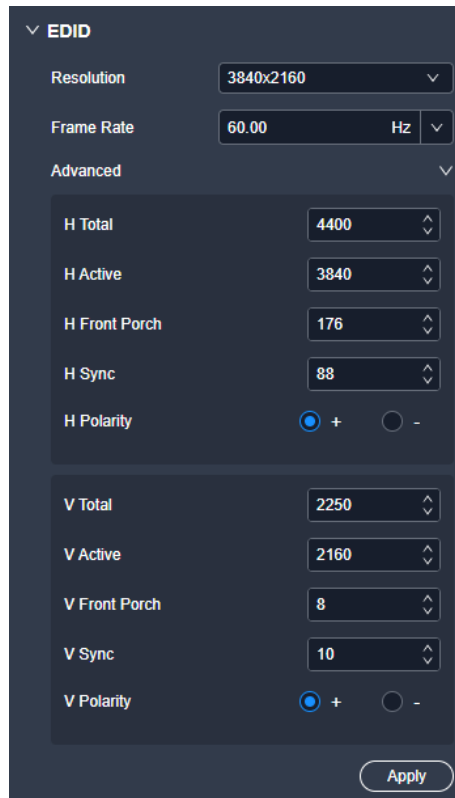 EDID
Resolution 3840x2160
Frame Rate 60.00 Hz
Advanced
H Total 4400
H Active 3840
H Front Porch 176
H Sync 88
H Polarity + -
V Total 2250
V Active 2160
V Front Porch 8
V Sync 10
V Polarity + -
Apply